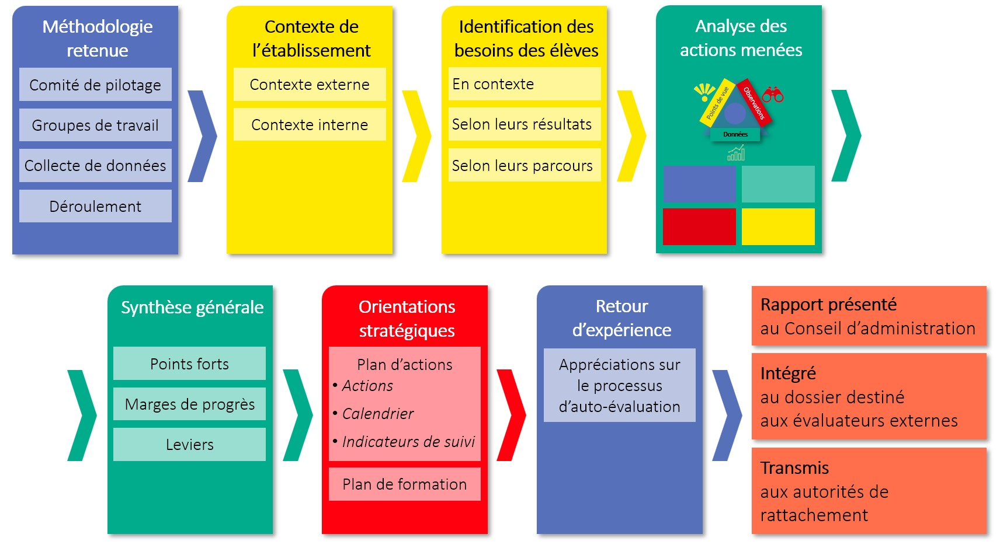 Méthodologie
retenue
Comité de pilotage
Groupes de travail
Collecte de données
Déroulement
Contexte de
l’établissement
Contexte externe
Contexte interne
Identification des
besoins des élèves
En contexte
Selon leurs résultats
Selon leurs parcours
Analyse des
actions menées
Points de vue
Observations
Données
Synthèse générale
Points forts
Marges de progrès
Leviers
Orientations
stratégiques
Plan d’actions
• Actions
• Calendrier
• Indicateurs de suivi
Plan de formation
Retour
d’expérience
Appréciations sur
le processus
d’auto-évaluation
Rapport présenté
au Conseil d’administration
Intégré
au dossier destiné
aux évaluateurs externes
Transmis
aux autorités de
rattachement